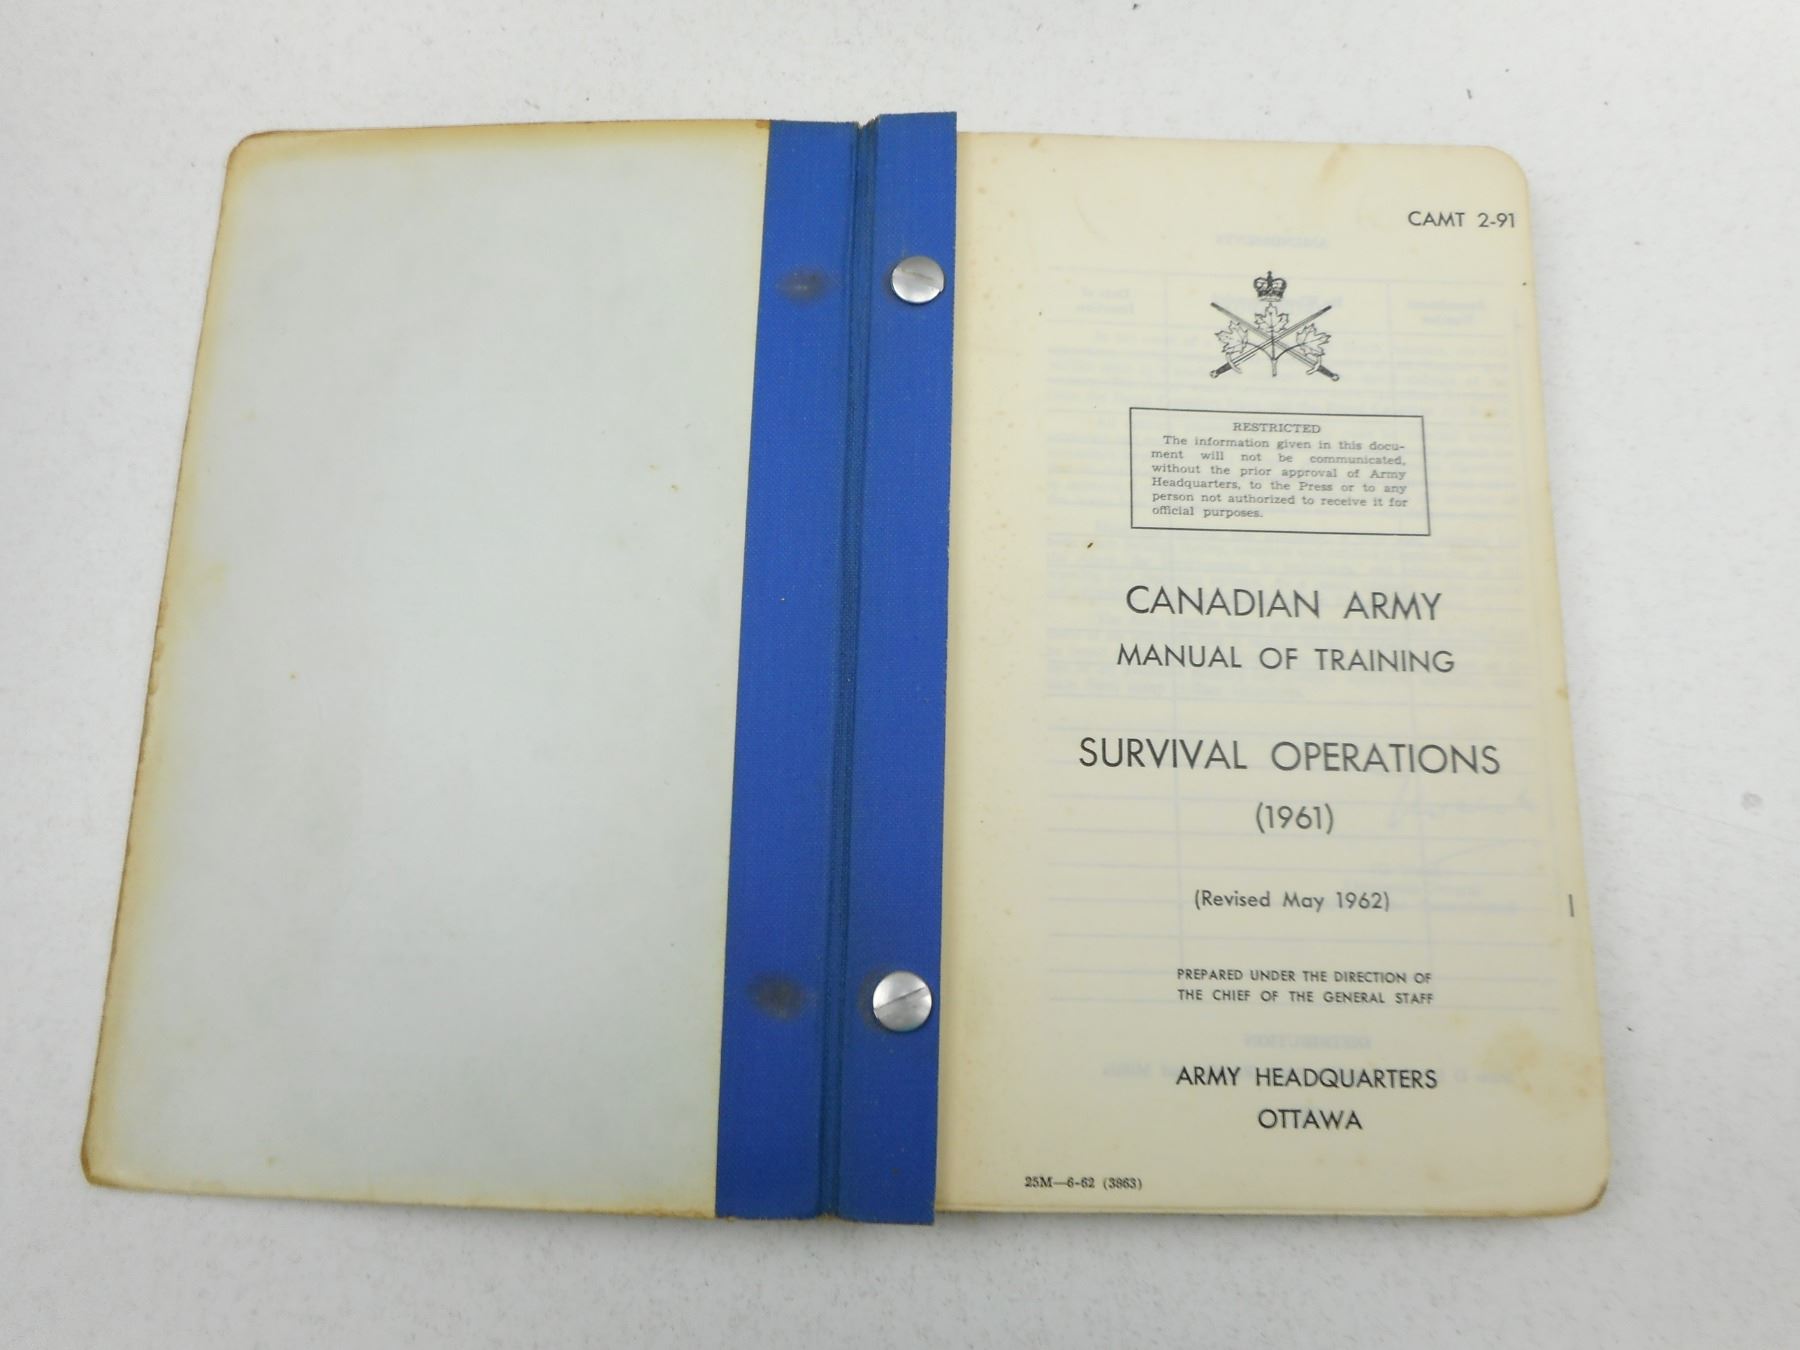 CAMT 2-91
RESTRICTED
The information given in this docu-
ment will not be communicated,
without the prior approval of Army
Headquarters, to the Press or to any
person not authorized to receive it for
official purposes.
CANADIAN ARMY
MANUAL OF TRAINING
SURVIVAL OPERATIONS
(1961)
(Revised May 1962)
PREPARED UNDER THE DIRECTION OF
THE CHIEF OF THE GENERAL STAFF
ARMY HEADQUARTERS
OTTAWA
25M—6-62 (3863)